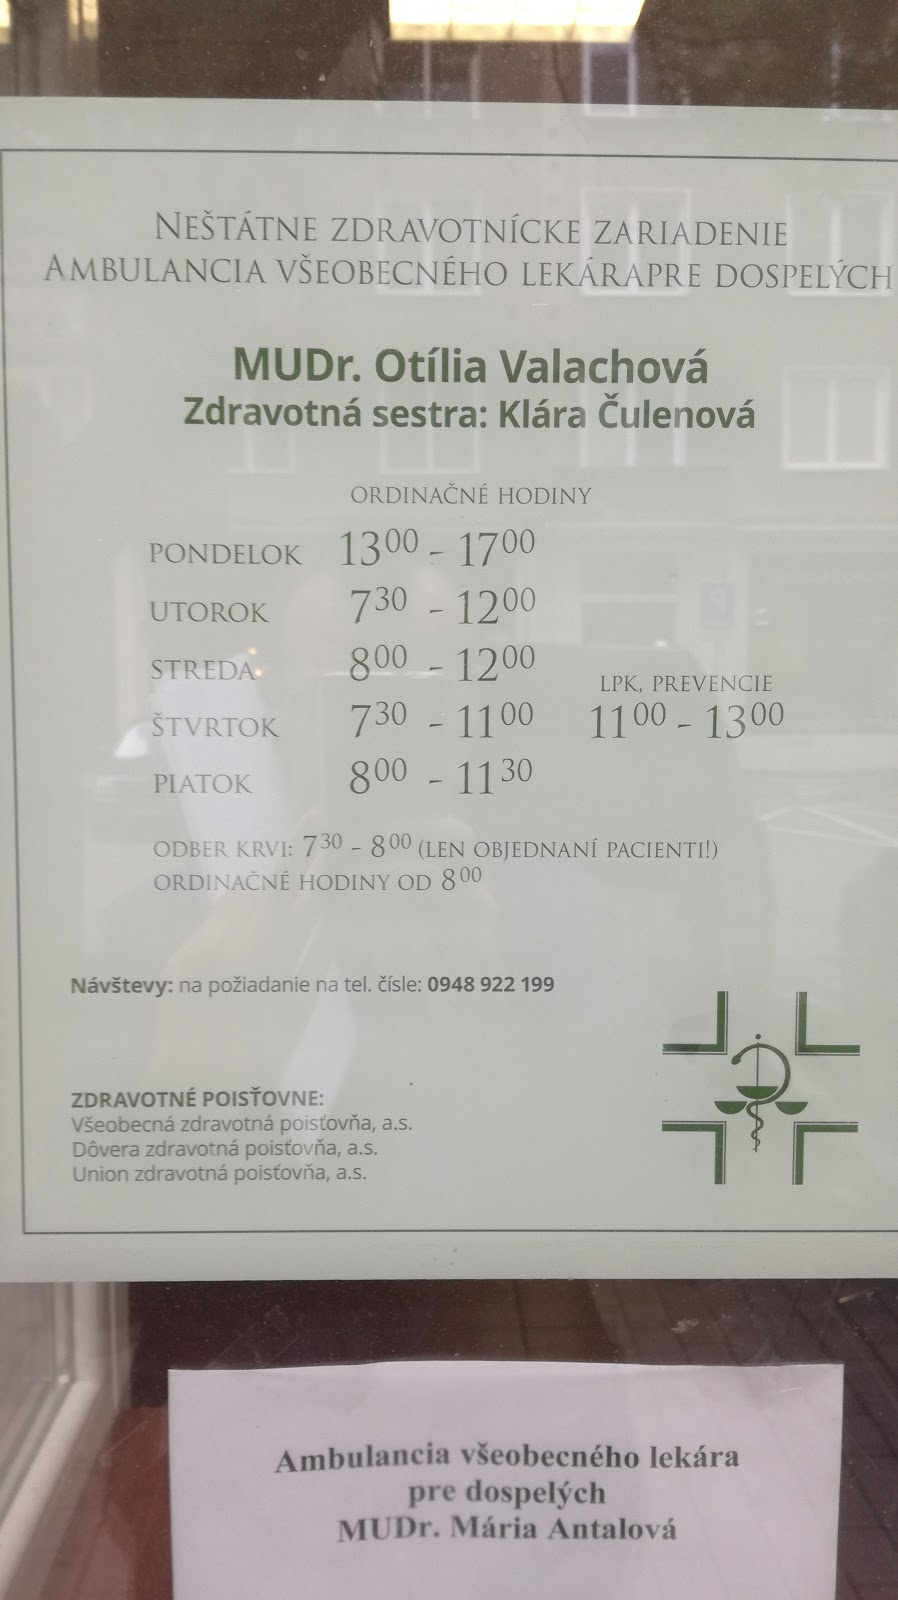 NEŠTÁTNE ZDRAVOTNÍCKE ZARIADENIE
AMBULANCIA VŠEOBECNÉHO LEKÁRAPRE DOSPELÝCH
MUDr. Otília Valachová
Zdravotná sestra: Klára Čulenová
ORDINAČNÉ HODINY
PONDELOK 13⁰⁰ - 17⁰⁰
UTOROK 7³⁰ - 12⁰⁰
STREDA 8⁰⁰ - 12⁰⁰
LPK, PREVENCIE
ŠTVRTOK 7³⁰ - 11⁰⁰ 11⁰⁰ - 13⁰⁰
PIATOK 8⁰⁰ - 11³⁰
ODBER KRVI: 7³⁰ - 8⁰⁰ (LEN OBJEDNANÍ PACIENTI!)
ORDINAČNÉ HODINY OD 8⁰⁰
Návštevy: na požiadanie na tel. čísle: 0948 922 199
ZDRAVOTNÉ POISŤOVNE:
Všeobecná zdravotná poisťovňa, a.s.
Dôvera zdravotná poisťovňa, a.s.
Union zdravotná poisťovňa, a.s.
Ambulancia všeobecného lekára
pre dospelých
MUDr. Mária Antalová